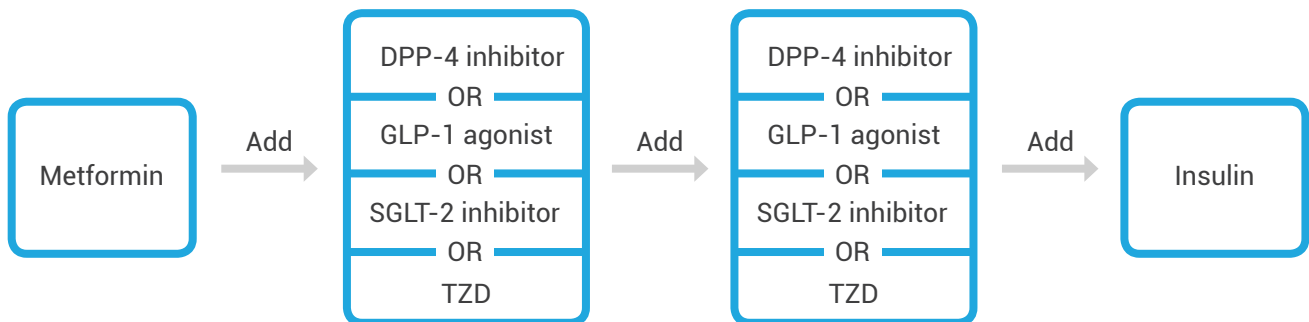 Metformin
Add
DPP-4 inhibitor
OR
GLP-1 agonist
OR
SGLT-2 inhibitor
OR
TZD
Add
DPP-4 inhibitor
OR
GLP-1 agonist
OR
SGLT-2 inhibitor
OR
TZD
Add
Insulin